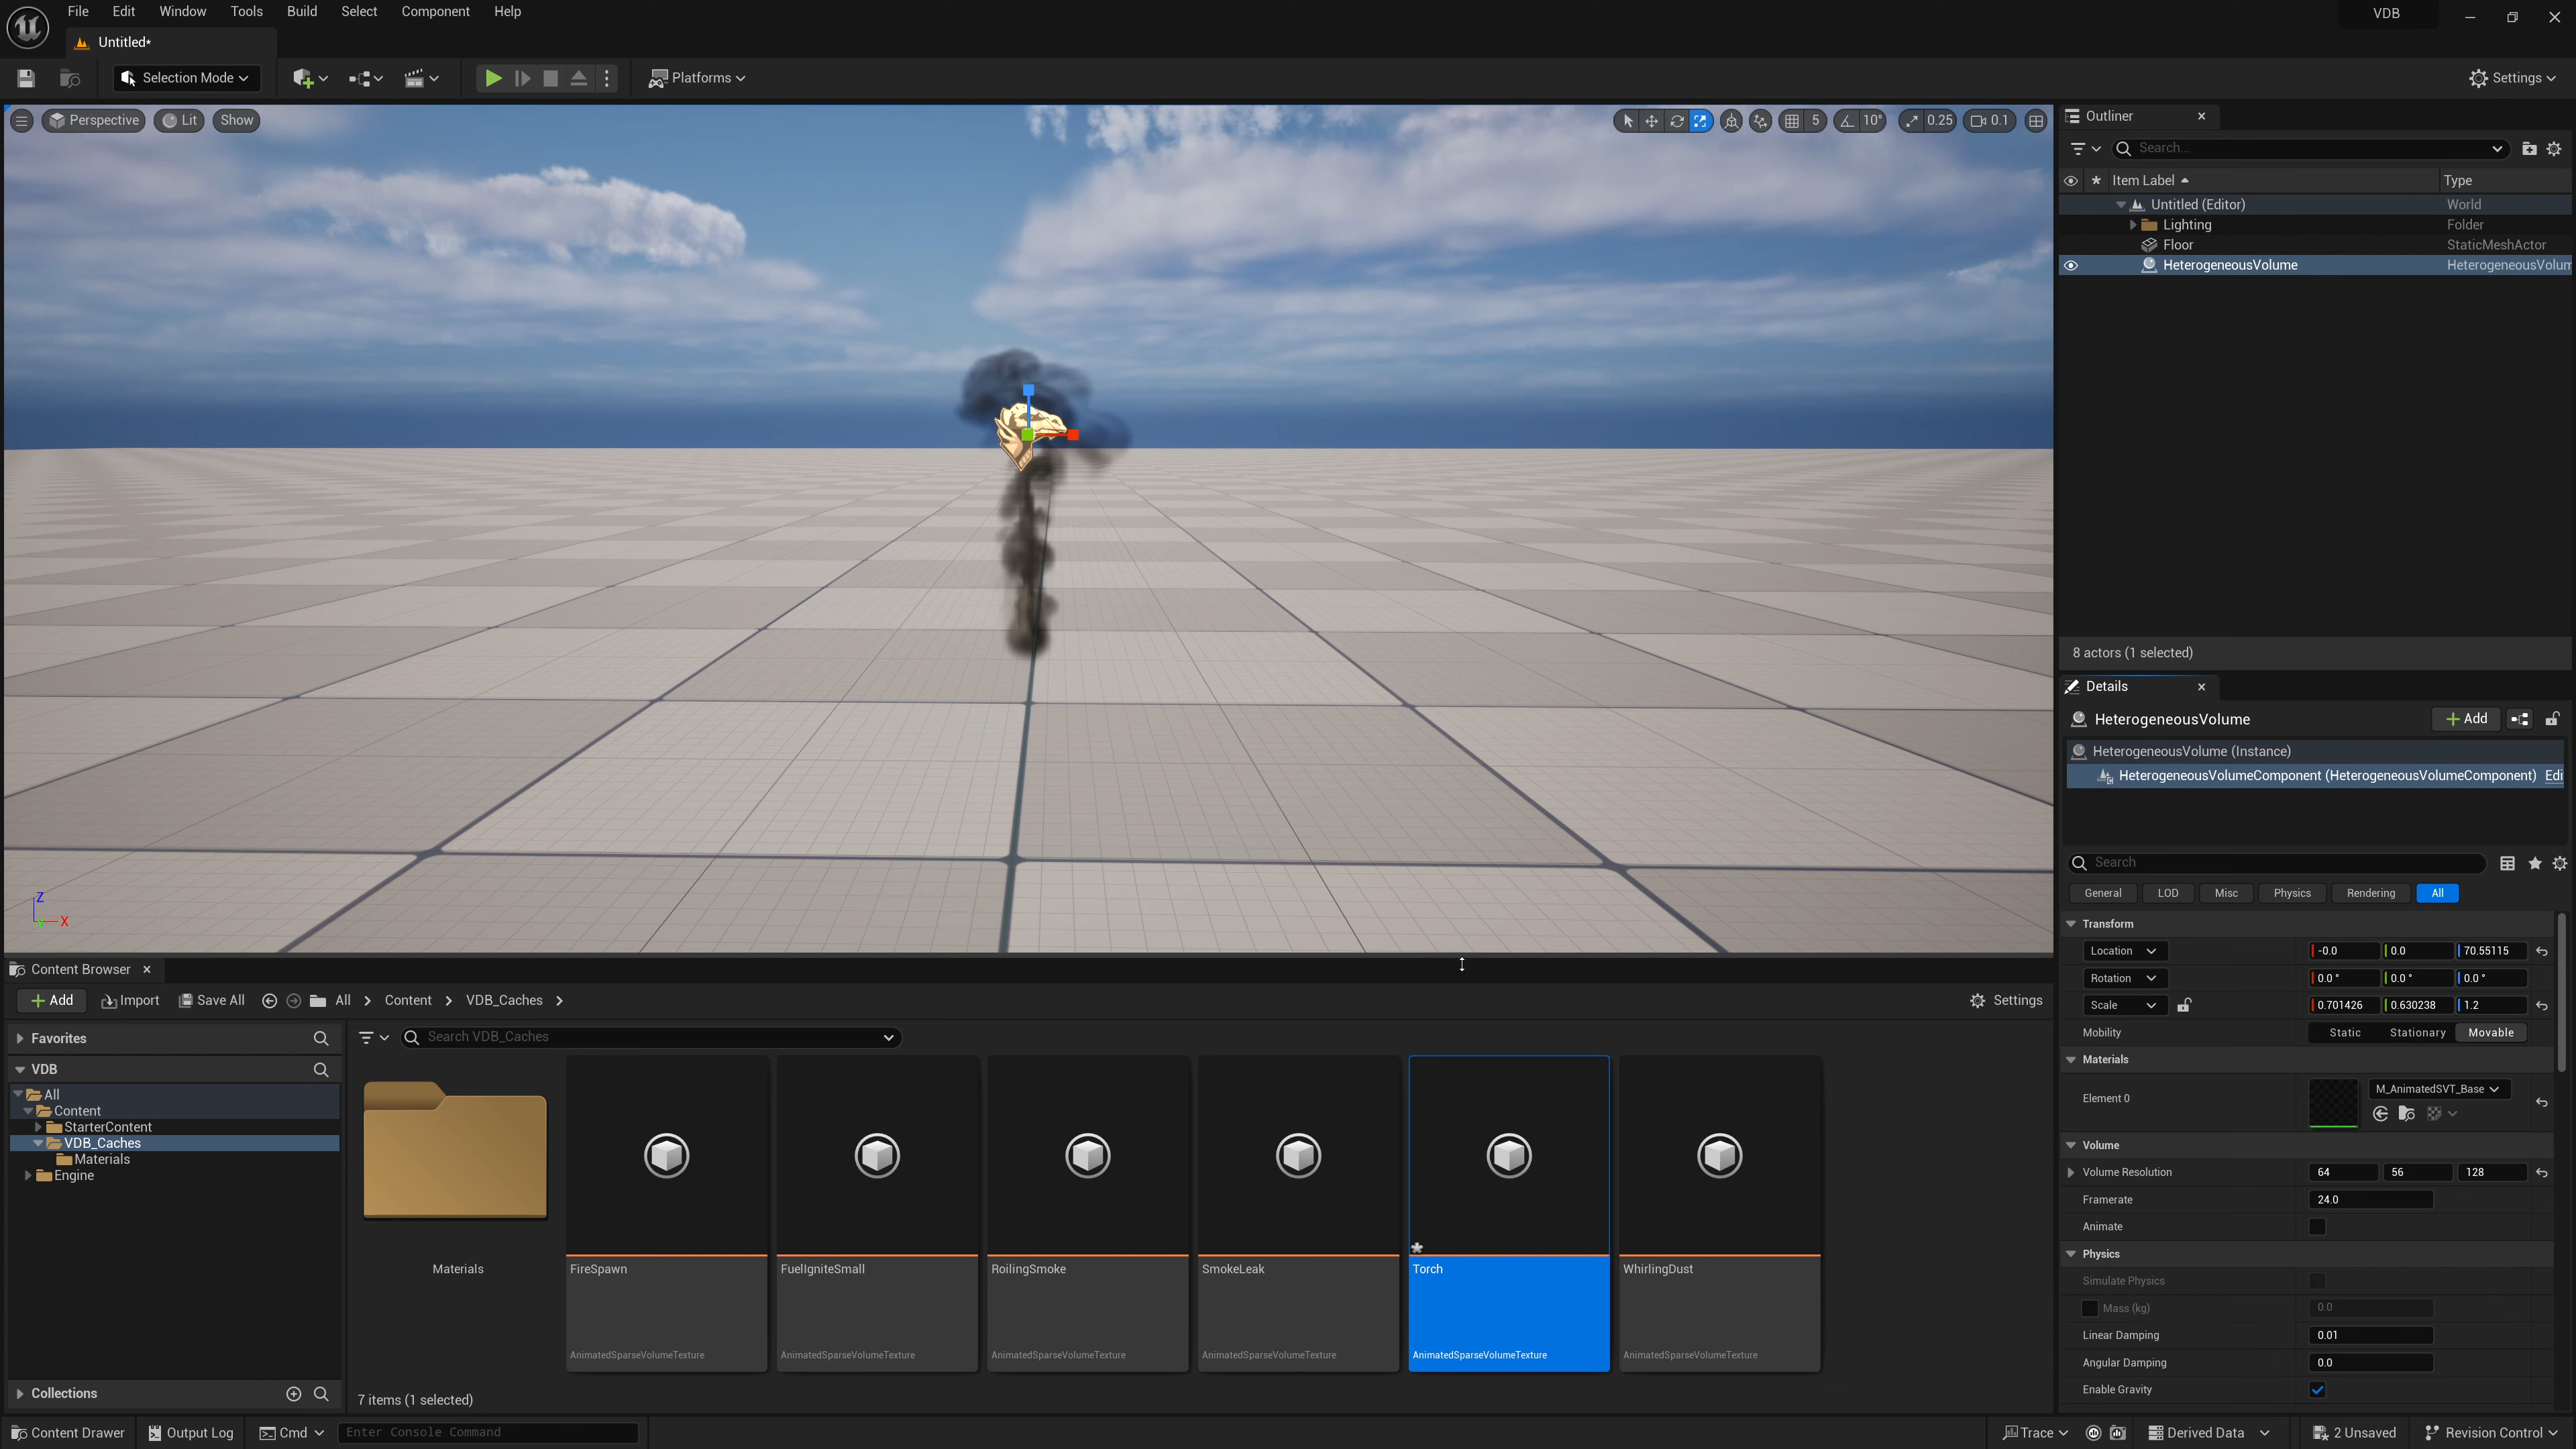 File Edit Window Tools Build Select Component Help
VDB
Untitled*
Selection Mode
Platforms
Settings
Perspective Lit Show
5 10° 0.25 0.1
Outliner
Search...
Item Label Type
Untitled (Editor) World
Lighting Folder
Floor StaticMeshActor
HeterogeneousVolume HeterogeneousVolum
8 actors (1 selected)
Details
HeterogeneousVolume
Add
HeterogeneousVolume (Instance)
HeterogeneousVolumeComponent (HeterogeneousVolumeComponent) Edi
Search
General LOD Misc Physics Rendering All
Transform
Location -0.0 0.0 70.55115
Rotation 0.0 ° 0.0 ° 0.0 °
Scale 0.701426 0.630238 1.2
Mobility Static Stationary Movable
Materials
Element 0 M_AnimatedSVT_Base
Volume
Volume Resolution 64 56 128
Framerate 24.0
Animate
Physics
Simulate Physics
Mass (kg) 0.0
Linear Damping 0.01
Angular Damping 0.0
Enable Gravity
Z
Y X
Content Browser
Add Import Save All All Content VDB_Caches Settings
Favorites
Search VDB_Caches
VDB
All
Content
StarterContent
VDB_Caches
Materials
Engine
Collections
Materials
FireSpawn
AnimatedSparseVolumeTexture
FuelIgniteSmall
AnimatedSparseVolumeTexture
RoilingSmoke
AnimatedSparseVolumeTexture
SmokeLeak
AnimatedSparseVolumeTexture
Torch
AnimatedSparseVolumeTexture
WhirlingDust
AnimatedSparseVolumeTexture
7 items (1 selected)
Content Drawer Output Log Cmd Enter Console Command Trace Derived Data 2 Unsaved Revision Control